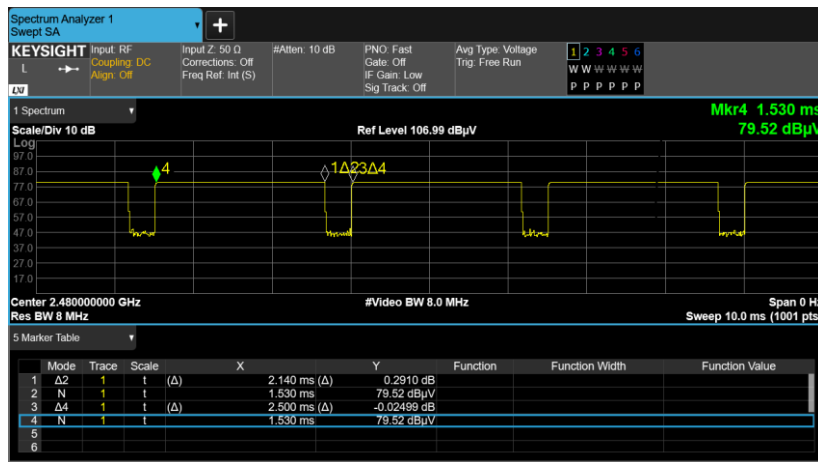 Spectrum Analyzer 1
Swept SA
KEYSIGHT Input: RF Input Z: 50 Ω #Atten: 10 dB PNO: Fast Avg Type: Voltage 1 2 3 4 5 6
L Coupling: DC Corrections: Off Gate: Off Trig: Free Run W W W W W W
Align: Off Freq Ref: Int (S) IF Gain: Low P P P P P P
LXI Sig Track: Off
1 Spectrum Mkr4 1.530 ms
Scale/Div 10 dB Ref Level 106.99 dBµV 79.52 dBµV
Log
97.0
87.0
4 1Δ2 3Δ4
77.0
67.0
57.0
47.0
37.0
27.0
17.0
Center 2.480000000 GHz #Video BW 8.0 MHz Span 0 Hz
Res BW 8 MHz Sweep 10.0 ms (1001 pts
5 Marker Table
Mode Trace Scale X Y Function Function Width Function Value
1 Δ2 1 t (Δ) 2.140 ms (Δ) 0.2910 dB
2 N 1 t 1.530 ms 79.52 dBµV
3 Δ4 1 t (Δ) 2.500 ms (Δ) -0.02499 dB
4 N 1 t 1.530 ms 79.52 dBµV
5
6